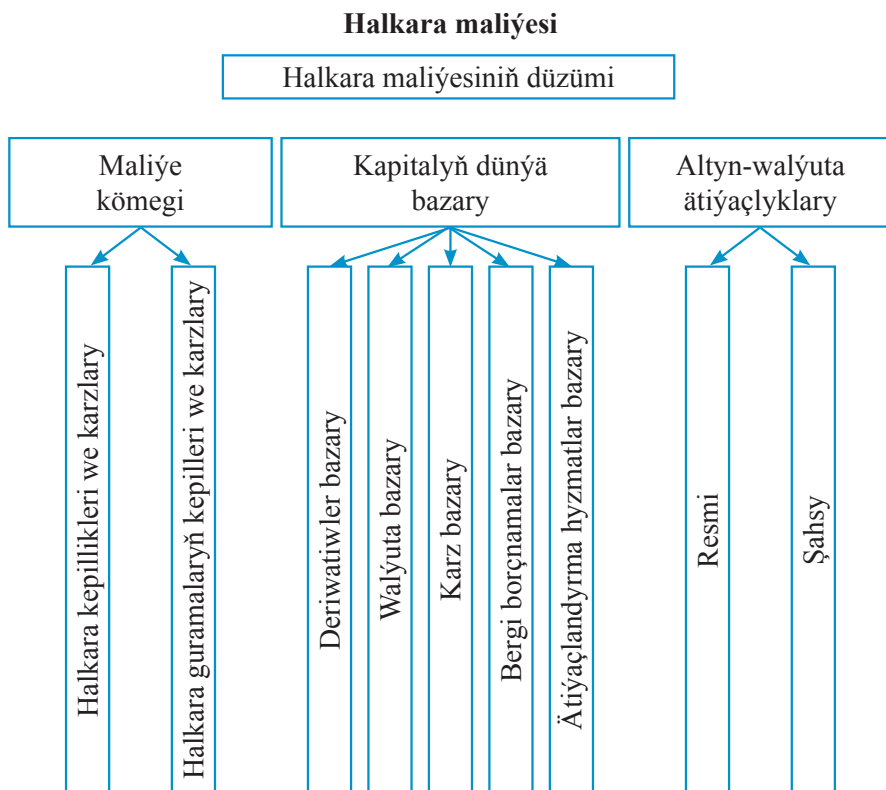 Halkara maliýesi
Halkara maliýesiniň düzümi
Maliýe
kömegi
Kapitalyň dünýä
bazary
Altyn-walýuta
ätiýaçlyklary
Halkara kepillikleri we karzlary
Halkara guramalaryň kepilleri we karzlary
Deriwatiwler bazary
Walýuta bazary
Karz bazary
Bergi borçnamalar bazary
Ätiýaçlandyrma hyzmatlar bazary
Resmi
Şahsy